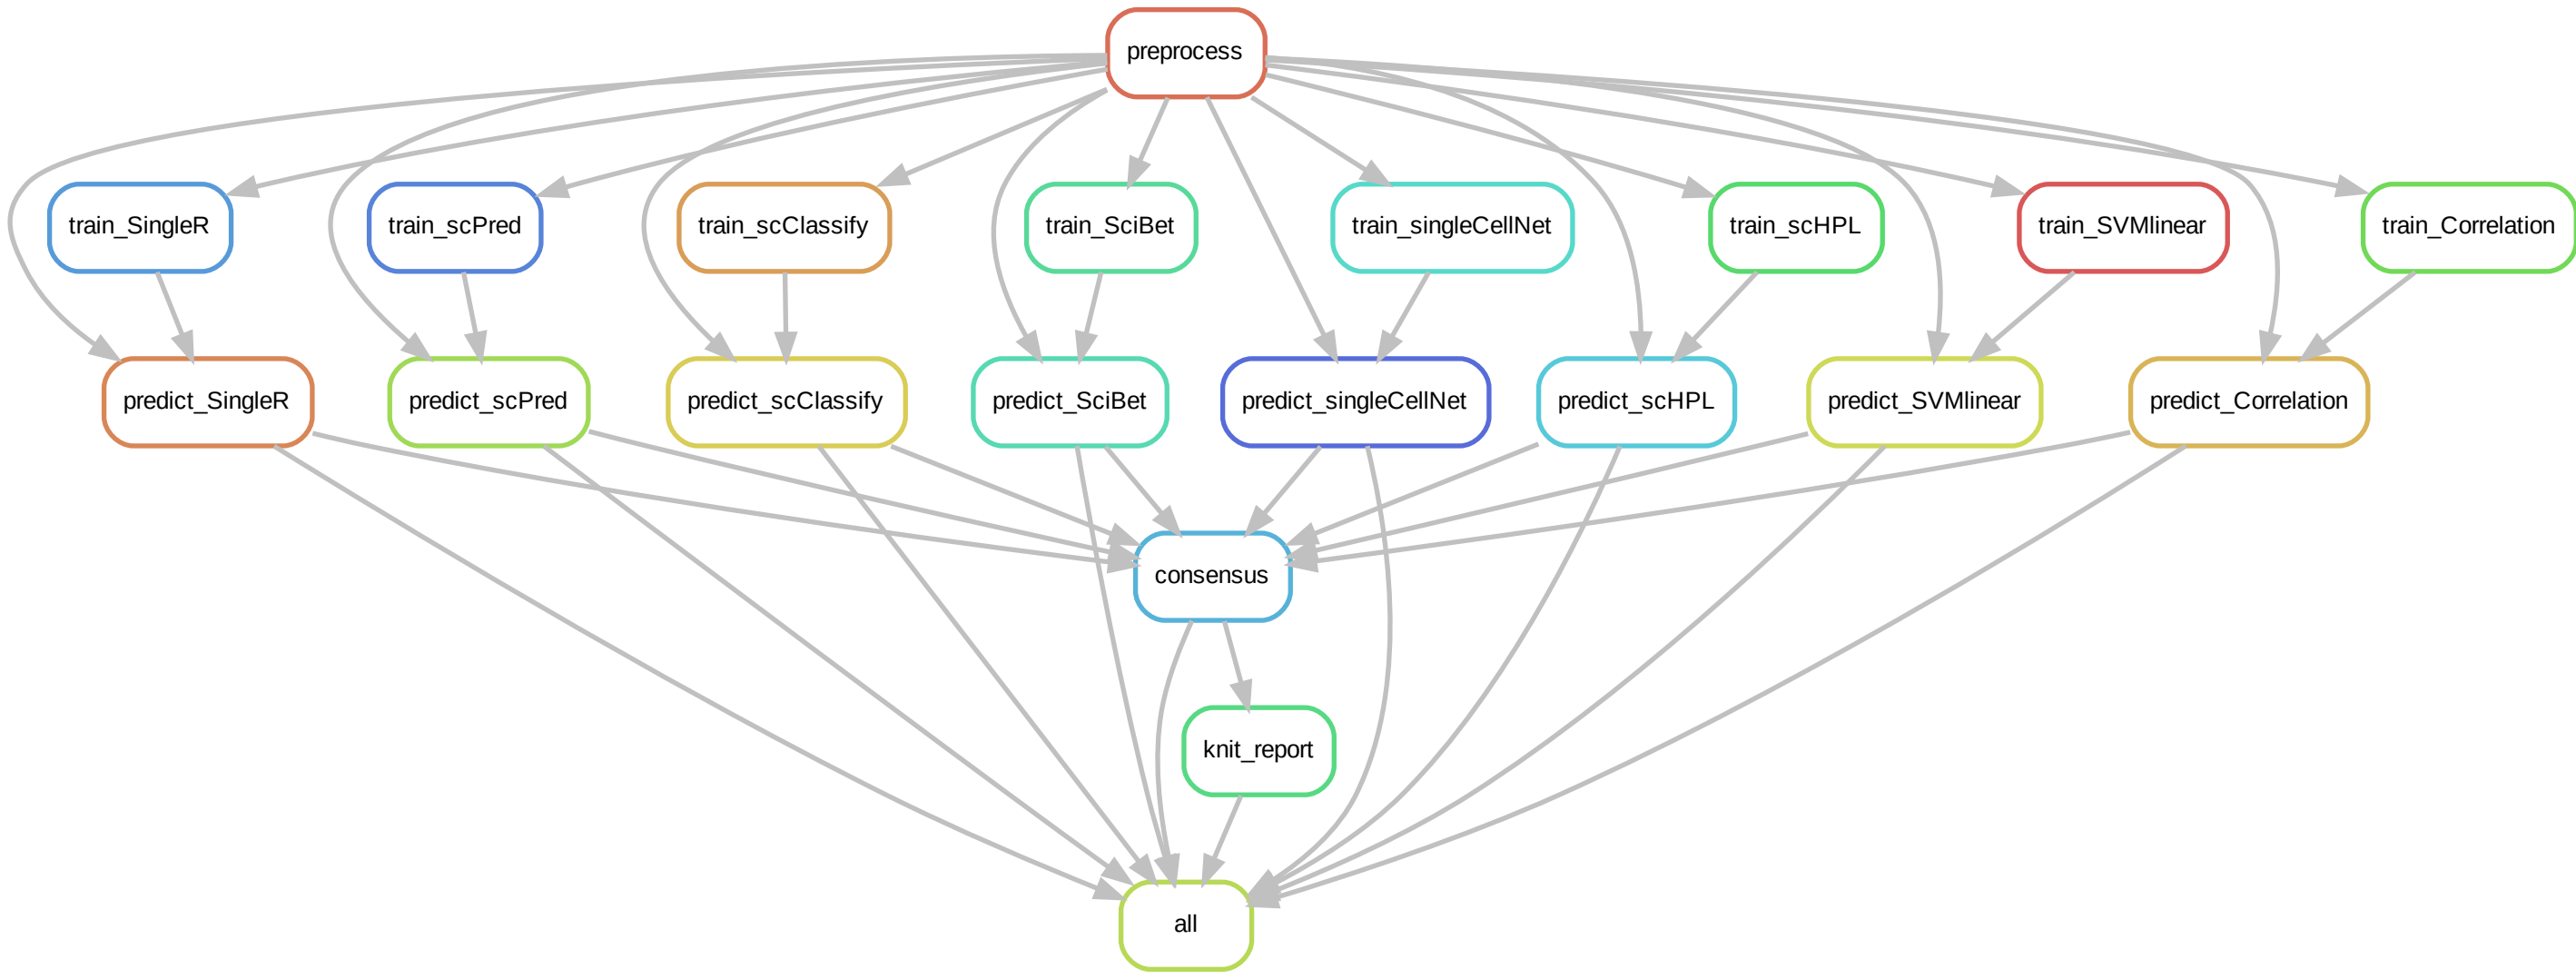 preprocess
train_SingleR
train_scPred
train_scClassify
train_SciBet
train_singleCellNet
train_scHPL
train_SVMlinear
train_Correlation
predict_SingleR
predict_scPred
predict_scClassify
predict_SciBet
predict_singleCellNet
predict_scHPL
predict_SVMlinear
predict_Correlation
consensus
knit_report
all